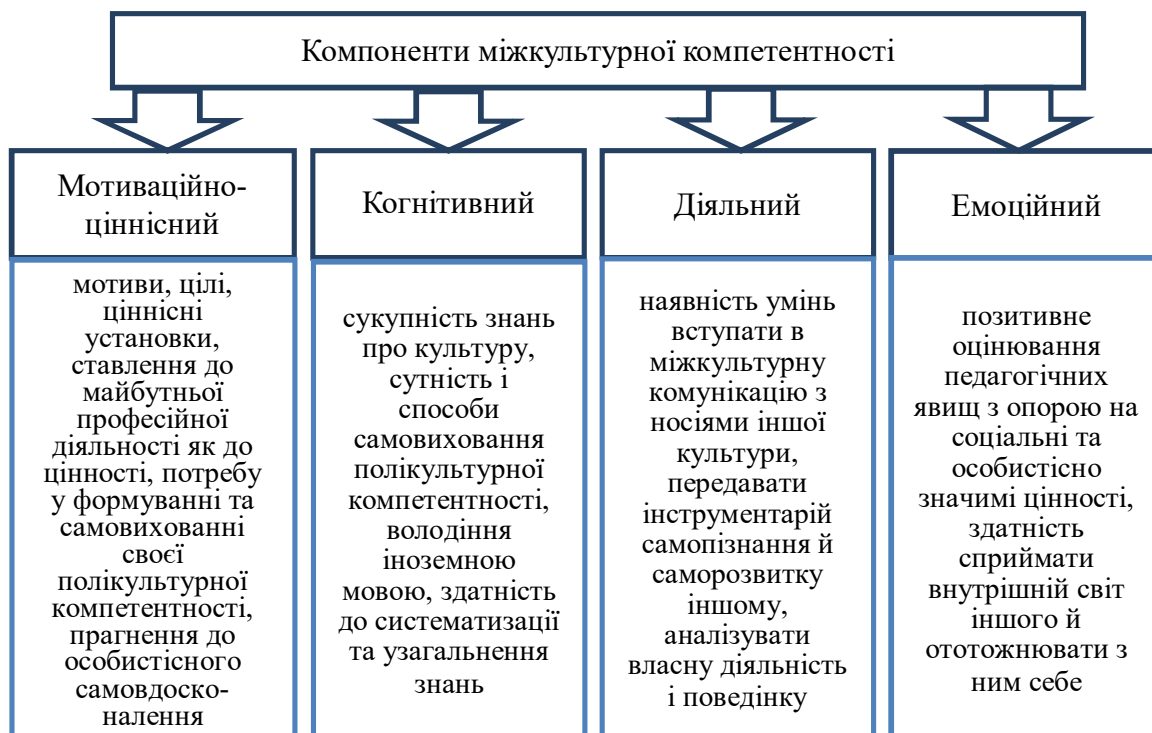 Компоненти міжкультурної компетентності
Мотиваційно-
ціннісний
мотиви, цілі,
ціннісні
установки,
ставлення до
майбутньої
професійної
діяльності як до
цінності, потребу
у формуванні та
самовихованні
своєї
полікультурної
компетентності,
прагнення до
особистісного
самовдоско-
налення
Когнітивний
сукупність знань
про культуру,
сутність і
способи
самовиховання
полікультурної
компетентності,
володіння
іноземною
мовою, здатність
до систематизації
та узагальнення
знань
Діяльний
наявність умінь
вступати в
міжкультурну
комунікацію з
носіями іншої
культури,
передавати
інструментарій
самопізнання й
саморозвитку
іншому,
аналізувати
власну діяльність
і поведінку
Емоційний
позитивне
оцінювання
педагогічних
явищ з опорою на
соціальні та
особистісно
значимі цінності,
здатність
сприймати
внутрішній світ
іншого й
ототожнювати з
ним себе